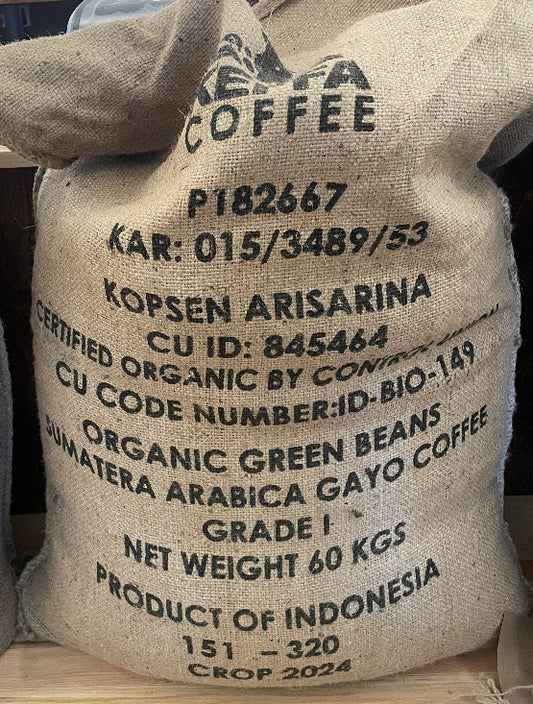 COFFEE
P182667
KAR: 015/3489/53
KOPSEN ARISARINA
CU ID: 845464
CERTIFIED ORGANIC BY CONTROL
CU CODE NUMBER:ID-BIO-149
ORGANIC GREEN BEANS
SUMATERA ARABICA GAYO COFFEE
GRADE I
NET WEIGHT 60 KGS
PRODUCT OF INDONESIA
151 – 320
CROP 2024